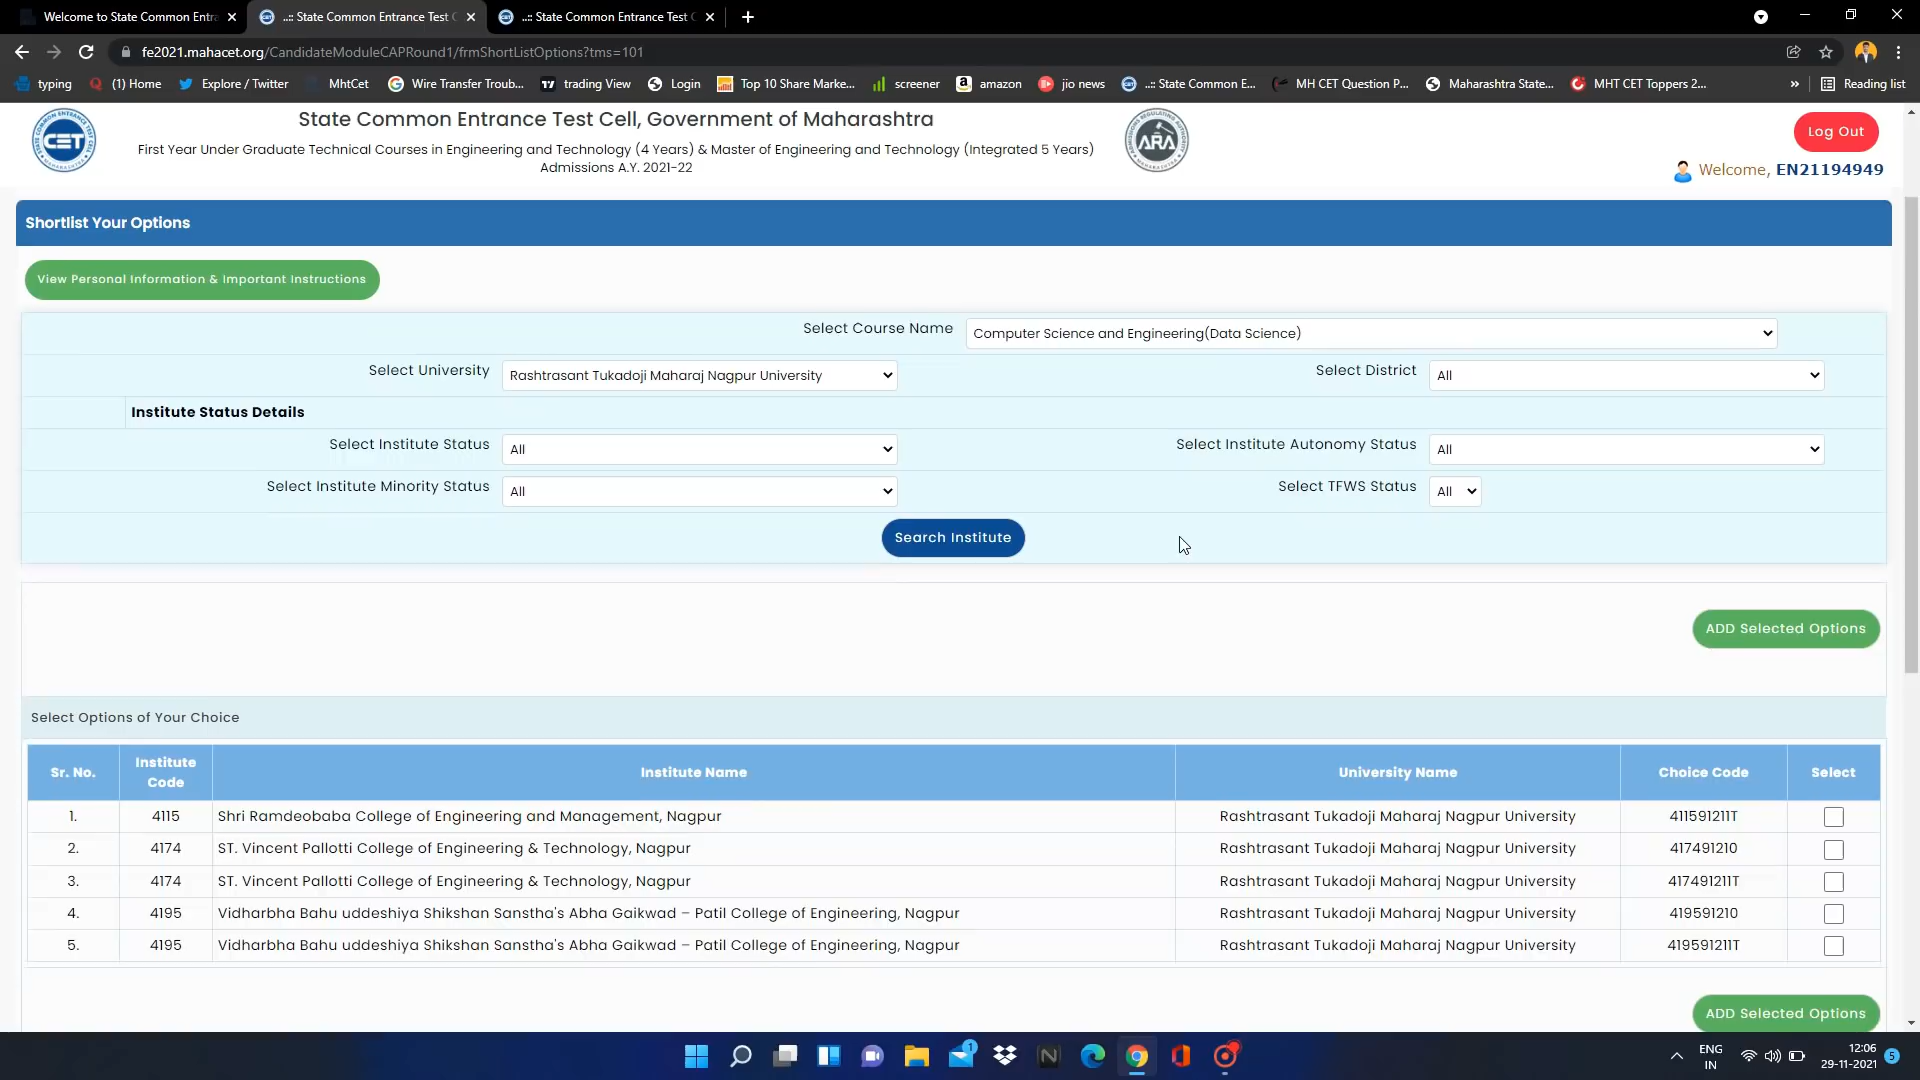 Welcome to State Common Entra
..:: State Common Entrance Test C
..:: State Common Entrance Test C
fe2021.mahacet.org/CandidateModuleCAPRound1/frmShortListOptions?tms=101
typing
(1) Home
Explore / Twitter
MhtCet
Wire Transfer Troub...
trading View
Login
Top 10 Share Marke...
screener
amazon
jio news
..:: State Common E...
MH CET Question P...
Maharashtra State...
MHT CET Toppers 2...
»
Reading list
CET
State Common Entrance Test Cell, Government of Maharashtra
First Year Under Graduate Technical Courses in Engineering and Technology (4 Years) & Master of Engineering and Technology (Integrated 5 Years)
Admissions A.Y. 2021-22
ARA
Log Out
Welcome, EN21194949
Shortlist Your Options
View Personal Information & Important Instructions
Select Course Name Computer Science and Engineering(Data Science)
Select University Rashtrasant Tukadoji Maharaj Nagpur University Select District All
Institute Status Details
Select Institute Status All Select Institute Autonomy Status All
Select Institute Minority Status All Select TFWS Status All
Search Institute
ADD Selected Options
Select Options of Your Choice
Sr. No. Institute Code Institute Name University Name Choice Code Select
1. 4115 Shri Ramdeobaba College of Engineering and Management, Nagpur Rashtrasant Tukadoji Maharaj Nagpur University 411591211T
2. 4174 ST. Vincent Pallotti College of Engineering & Technology, Nagpur Rashtrasant Tukadoji Maharaj Nagpur University 417491210
3. 4174 ST. Vincent Pallotti College of Engineering & Technology, Nagpur Rashtrasant Tukadoji Maharaj Nagpur University 417491211T
4. 4195 Vidharbha Bahu uddeshiya Shikshan Sanstha's Abha Gaikwad – Patil College of Engineering, Nagpur Rashtrasant Tukadoji Maharaj Nagpur University 419591210
5. 4195 Vidharbha Bahu uddeshiya Shikshan Sanstha's Abha Gaikwad – Patil College of Engineering, Nagpur Rashtrasant Tukadoji Maharaj Nagpur University 419591211T
ADD Selected Options
1
ENG
IN
12:06
29-11-2021
5